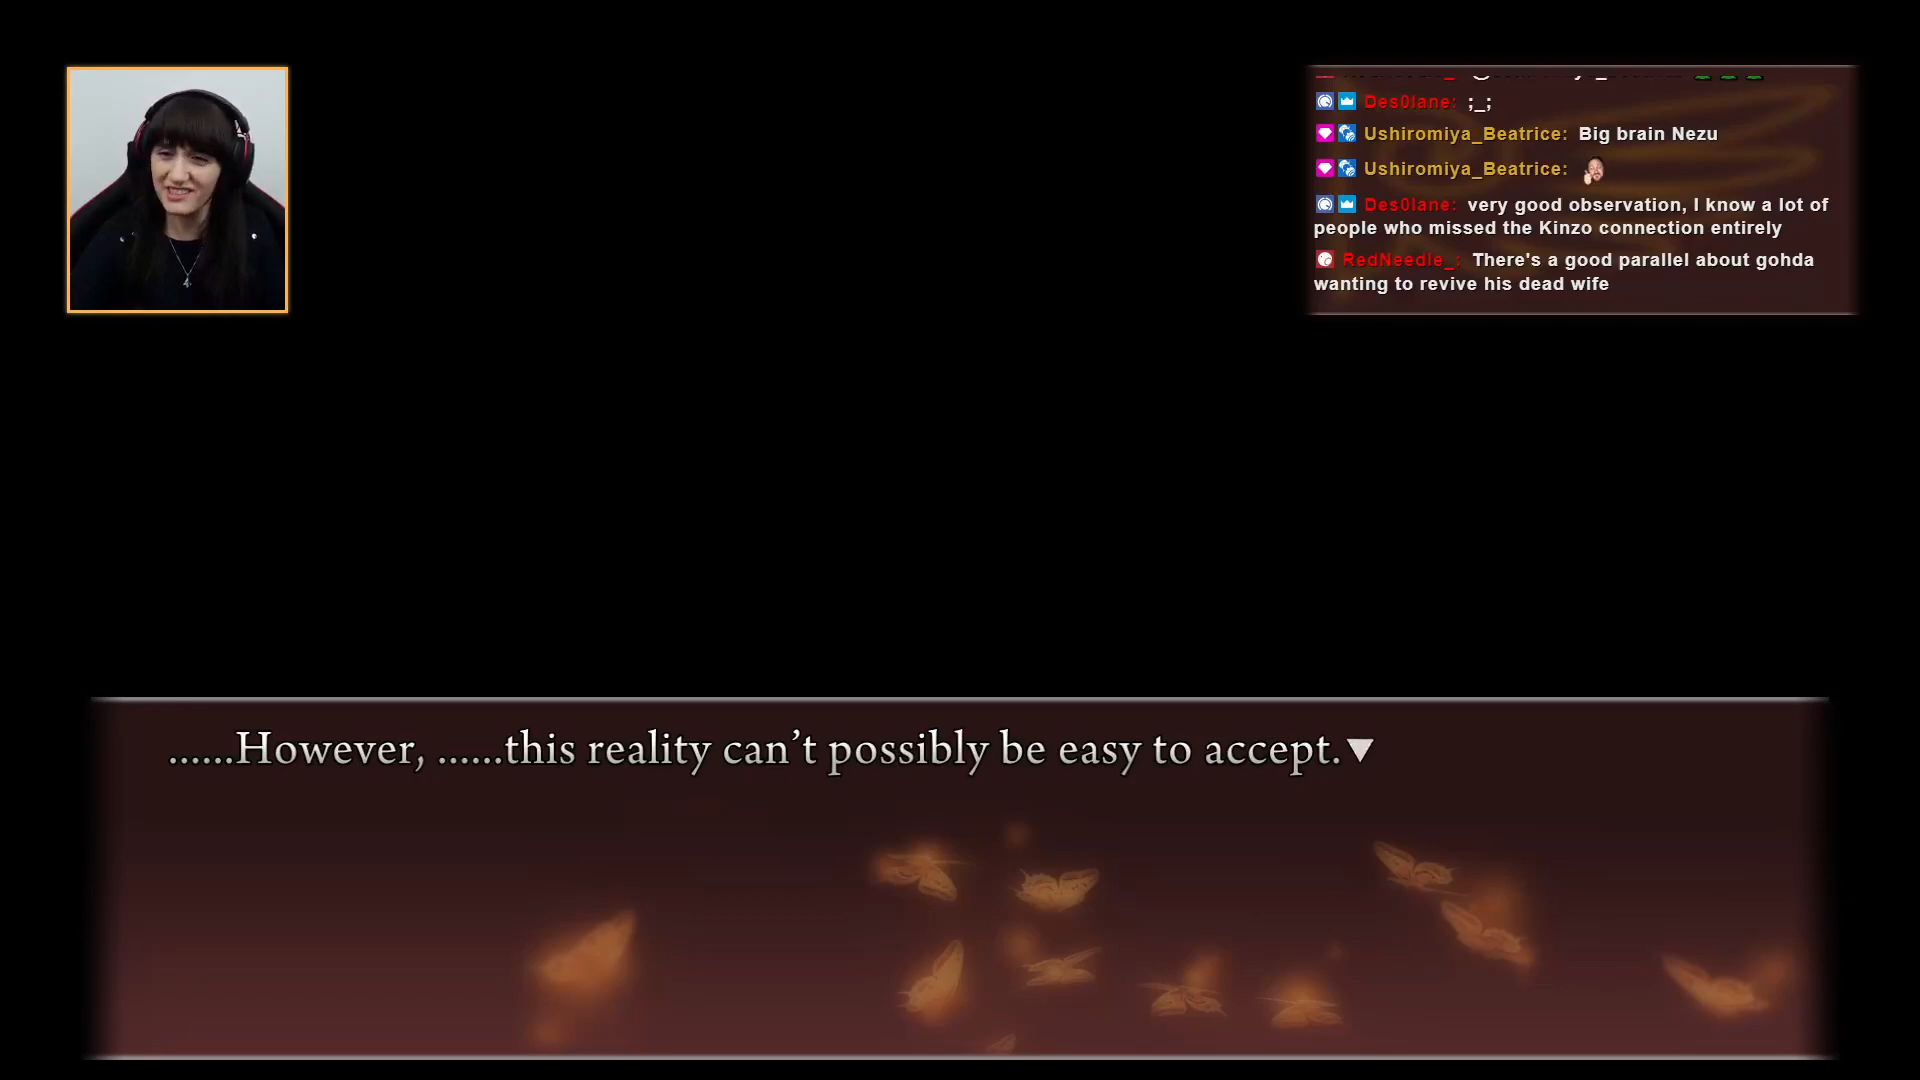 Des0lane: ;_;
Ushiromiya_Beatrice: Big brain Nezu
Ushiromiya_Beatrice:
Des0lane: very good observation, I know a lot of
people who missed the Kinzo connection entirely
RedNeedle_: There's a good parallel about gohda
wanting to revive his dead wife
......However, ......this reality can't possibly be easy to accept.